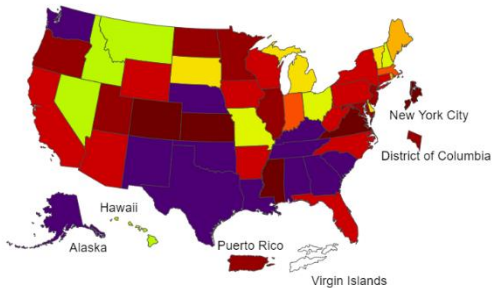 New York City
District of Columbia
Hawaii
Alaska
Puerto Rico
Virgin Islands